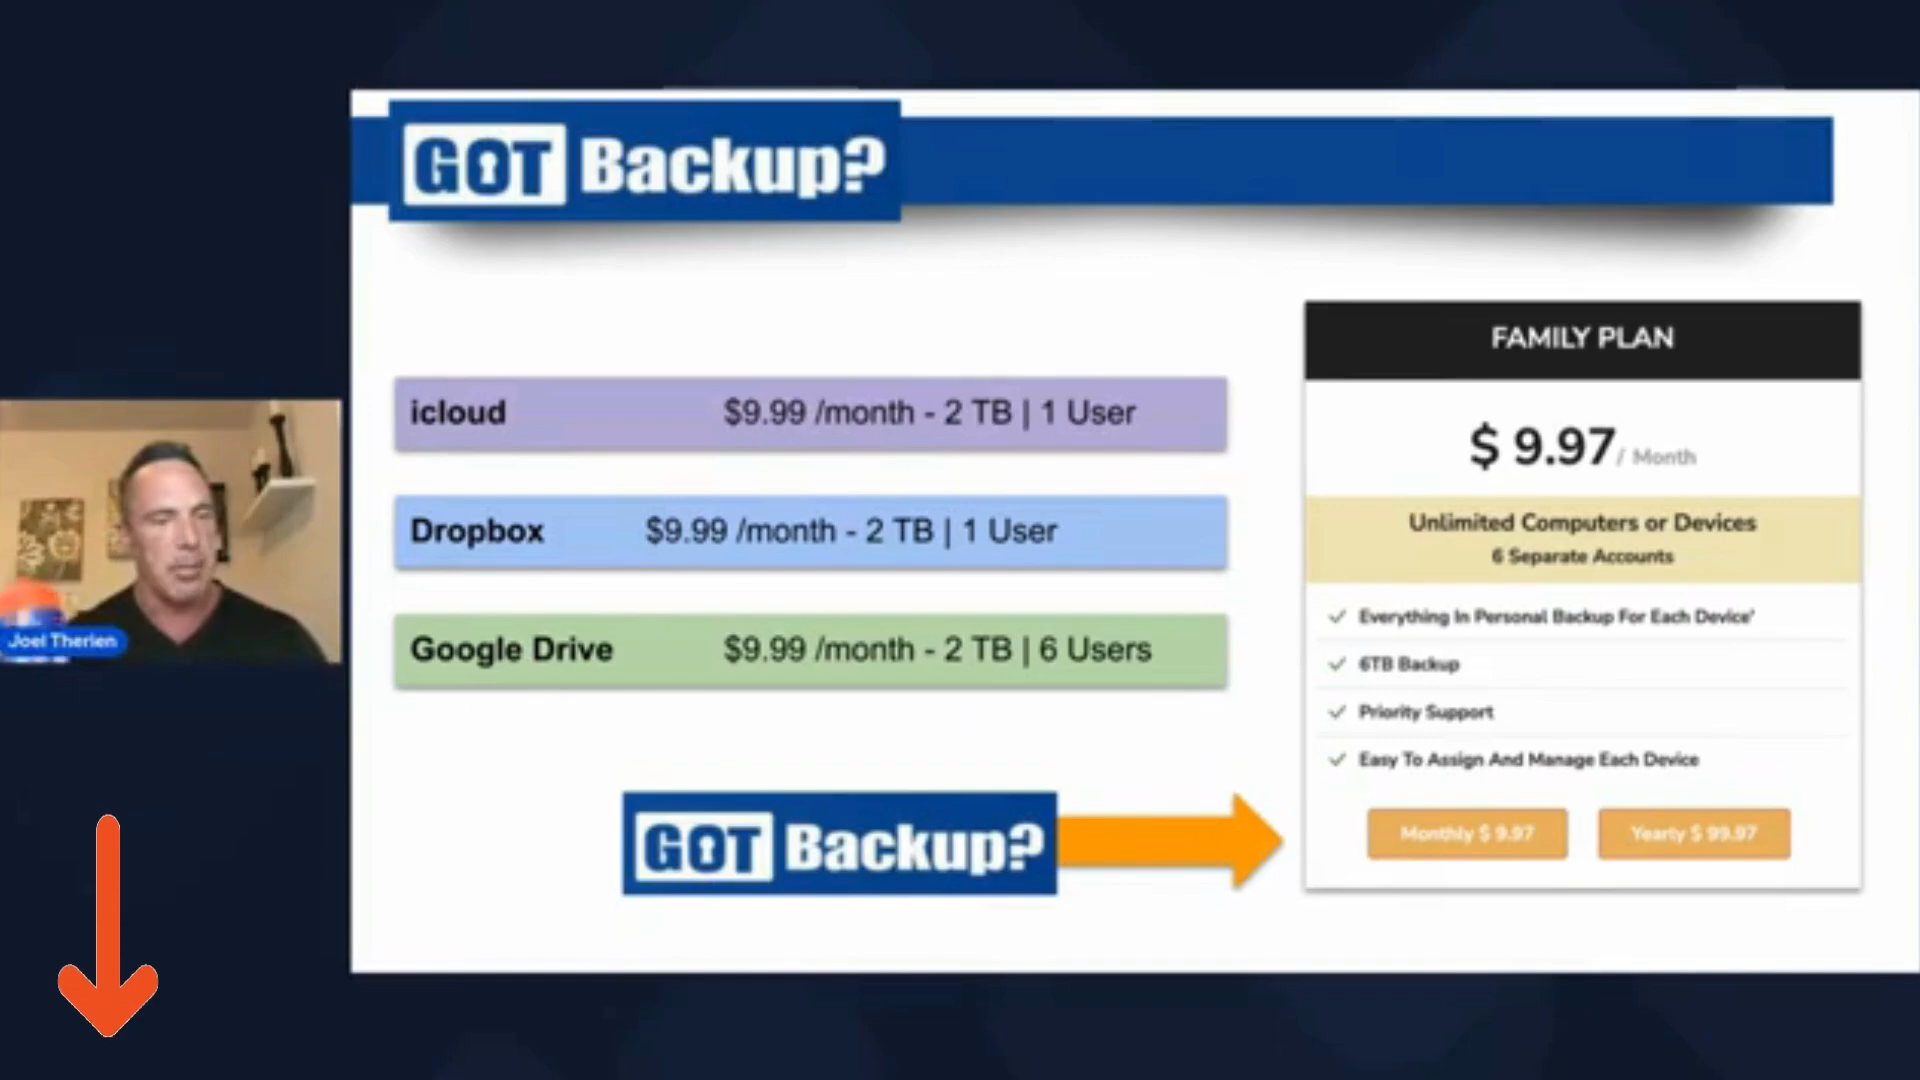 GOT Backup?
icloud $9.99 /month - 2 TB | 1 User
Dropbox $9.99 /month - 2 TB | 1 User
Google Drive $9.99 /month - 2 TB | 6 Users
GOT Backup?
FAMILY PLAN
$ 9.97 / Month
Unlimited Computers or Devices
6 Separate Accounts
Everything In Personal Backup For Each Device'
6TB Backup
Priority Support
Easy To Assign And Manage Each Device
Monthly $ 9.97 Yearly $ 99.97
Joel Therien